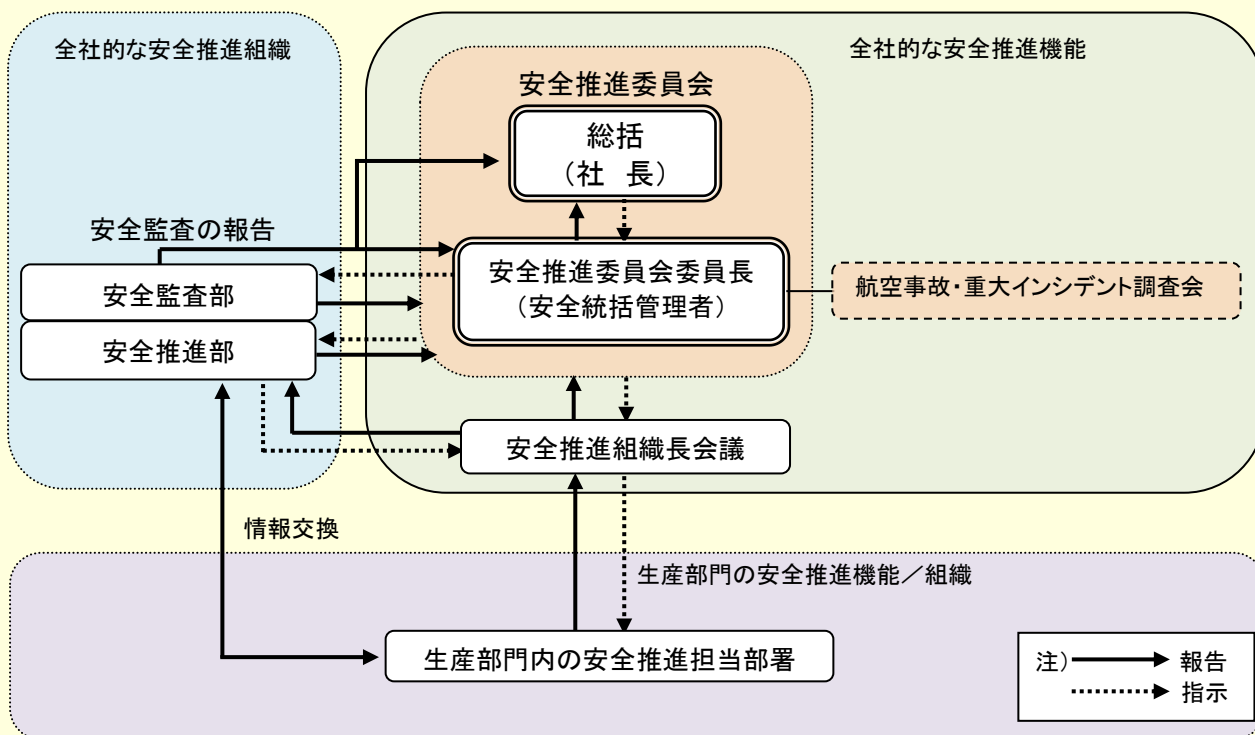 全社的な安全推進組織
全社的な安全推進機能
安全推進委員会
総括
（社　長）
安全監査の報告
安全推進委員会委員長
（安全統括管理者）
航空事故・重大インシデント調査会
安全監査部
安全推進部
安全推進組織長会議
情報交換
生産部門の安全推進機能／組織
生産部門内の安全推進担当部署
注） 報告
指示